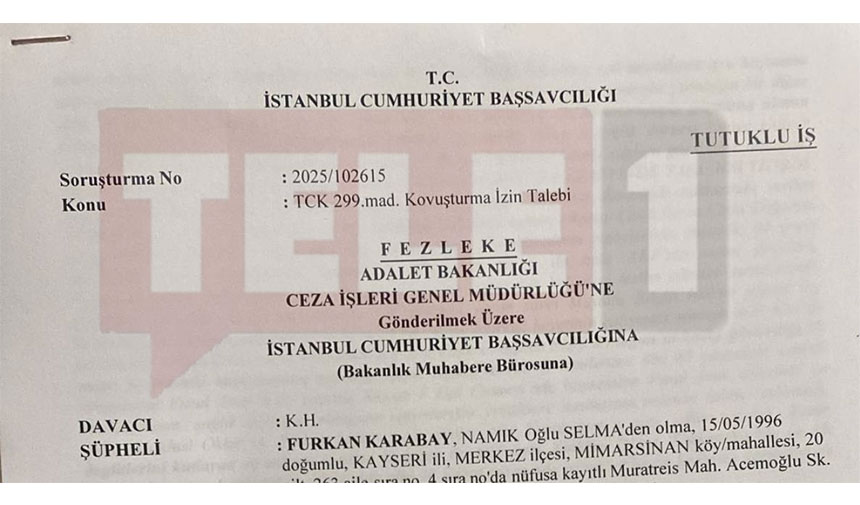 T.C.
İSTANBUL CUMHURİYET BAŞSAVCILIĞI
TUTUKLU İŞ
Soruşturma No : 2025/102615
Konu : TCK 299.mad. Kovuşturma İzin Talebi
TELE1
F E Z L E K E
ADALET BAKANLIĞI
CEZA İŞLERİ GENEL MÜDÜRLÜĞÜ'NE
Gönderilmek Üzere
İSTANBUL CUMHURİYET BAŞSAVCILIĞINA
(Bakanlık Muhabere Bürosuna)
DAVACI : K.H.
ŞÜPHELİ : FURKAN KARABAY, NAMIK Oğlu SELMA'den olma, 15/05/1996
doğumlu, KAYSERİ ili, MERKEZ ilçesi, MİMARSİNAN köy/mahallesi, 20
4 sıra no'da nüfusa kayıtlı Muratreis Mah. Acemoğlu Sk.